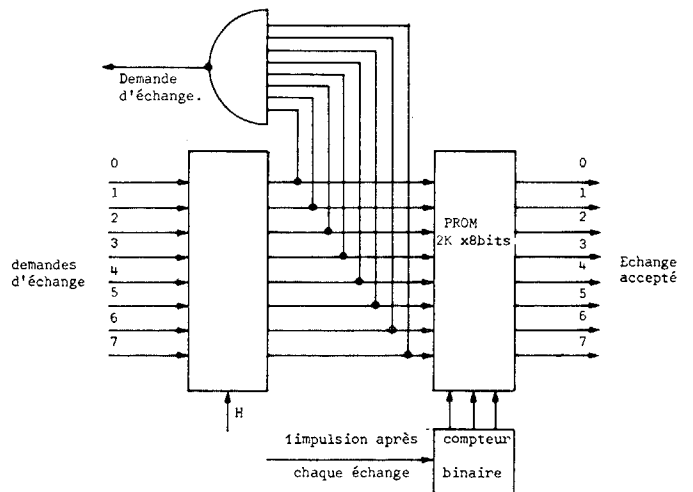 Demande
d'échange.
0
1
2
3
4
5
6
7
demandes
d'échange
H
PROM
2K x8bits
0
1
2
3
4
5
6
7
Echange
accepté
1impulsion après
chaque échange
compteur
binaire